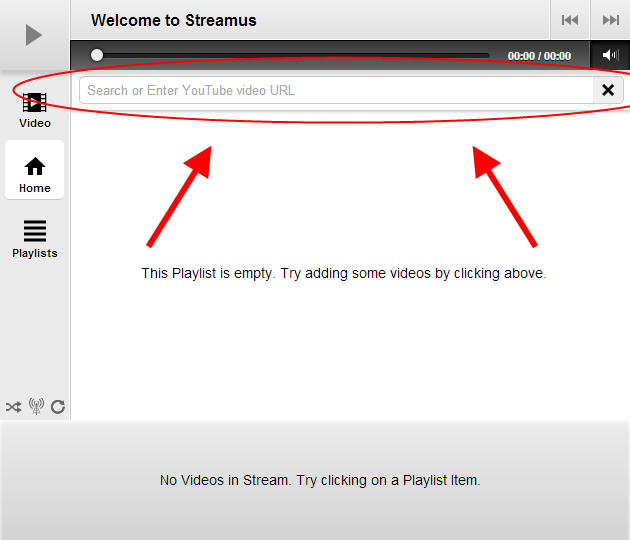 Welcome to Streamus
00:00 / 00:00
Search or Enter YouTube video URL
Video
Home
Playlists
This Playlist is empty. Try adding some videos by clicking above.
No Videos in Stream. Try clicking on a Playlist Item.